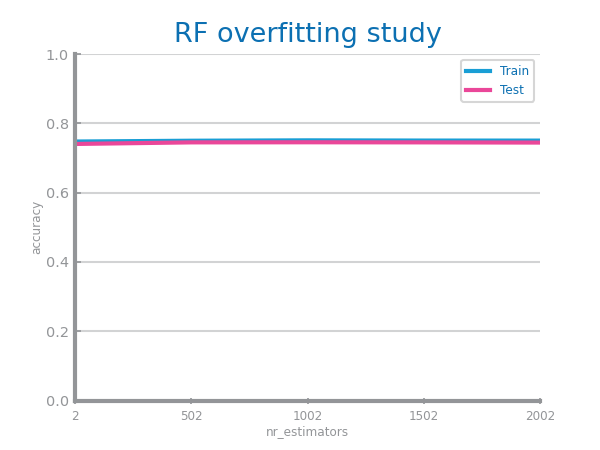 RF overfitting study
1.0
0.8
0.6
0.4
0.2
0.0
accuracy
Train
Test
2 502 1002 1502 2002
nr_estimators